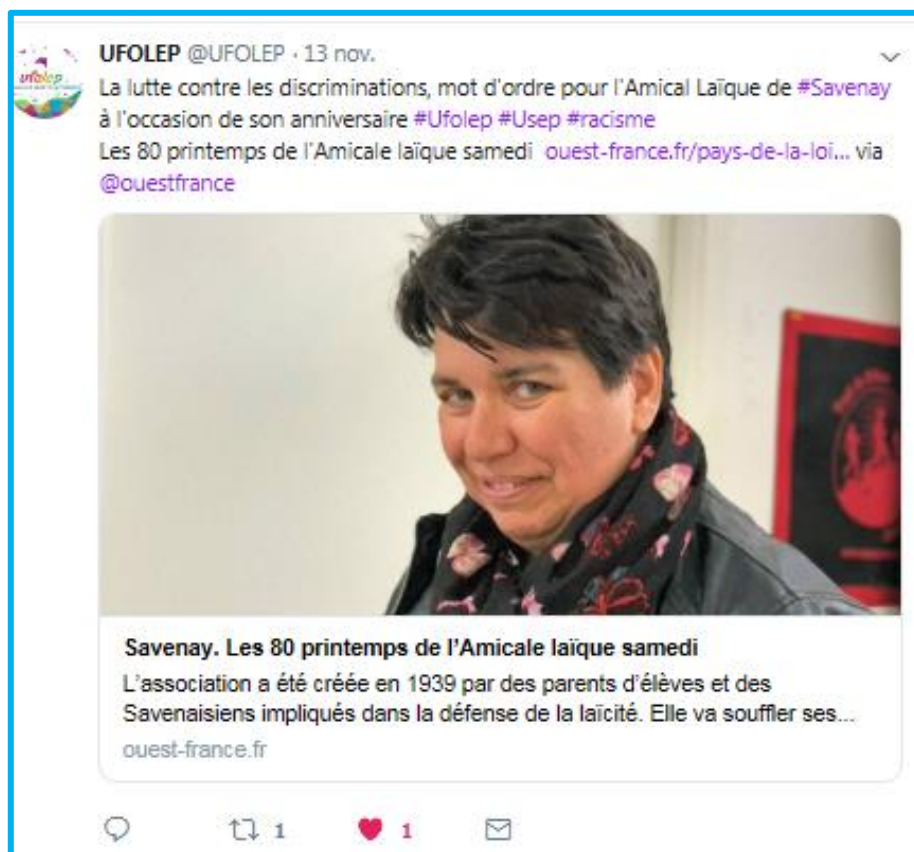 UFOLEP @UFOLEP · 13 nov.
La lutte contre les discriminations, mot d'ordre pour l'Amical Laïque de #Savenay
à l'occasion de son anniversaire #Ufolep #Usep #racisme
Les 80 printemps de l'Amicale laïque samedi ouest-france.fr/pays-de-la-loi... via
@ouestfrance
ufolep
Savenay. Les 80 printemps de l'Amicale laïque samedi
L'association a été créée en 1939 par des parents d'élèves et des
Savenaisiens impliqués dans la défense de la laïcité. Elle va souffler ses...
ouest-france.fr
1
1